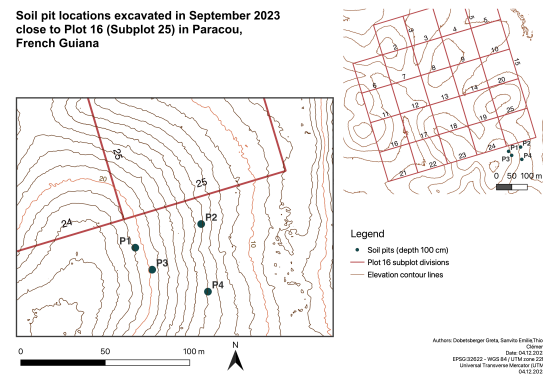 Soil pit locations excavated in September 2023
close to Plot 16 (Subplot 25) in Paracou,
French Guiana
25
20
25
24
P1
P2
P3
P4
10
N
0 50 100 m
2
3
4
5
6
7
8
9
10
11
12
13
14
15
16
17
18
19
20
21
22
23
24
25
P1
P2
P3
P4
0 50 100 m
Legend
Soil pits (depth 100 cm)
Plot 16 subplot divisions
Elevation contour lines
Authors: Dobetsberger Greta, Sanvito Emilie,Thio
Clémer
Date: 04.12.202
EPSG:32622 - WGS 84 / UTM zone 22
Universal Transverse Mercator (UTM
04.12.202